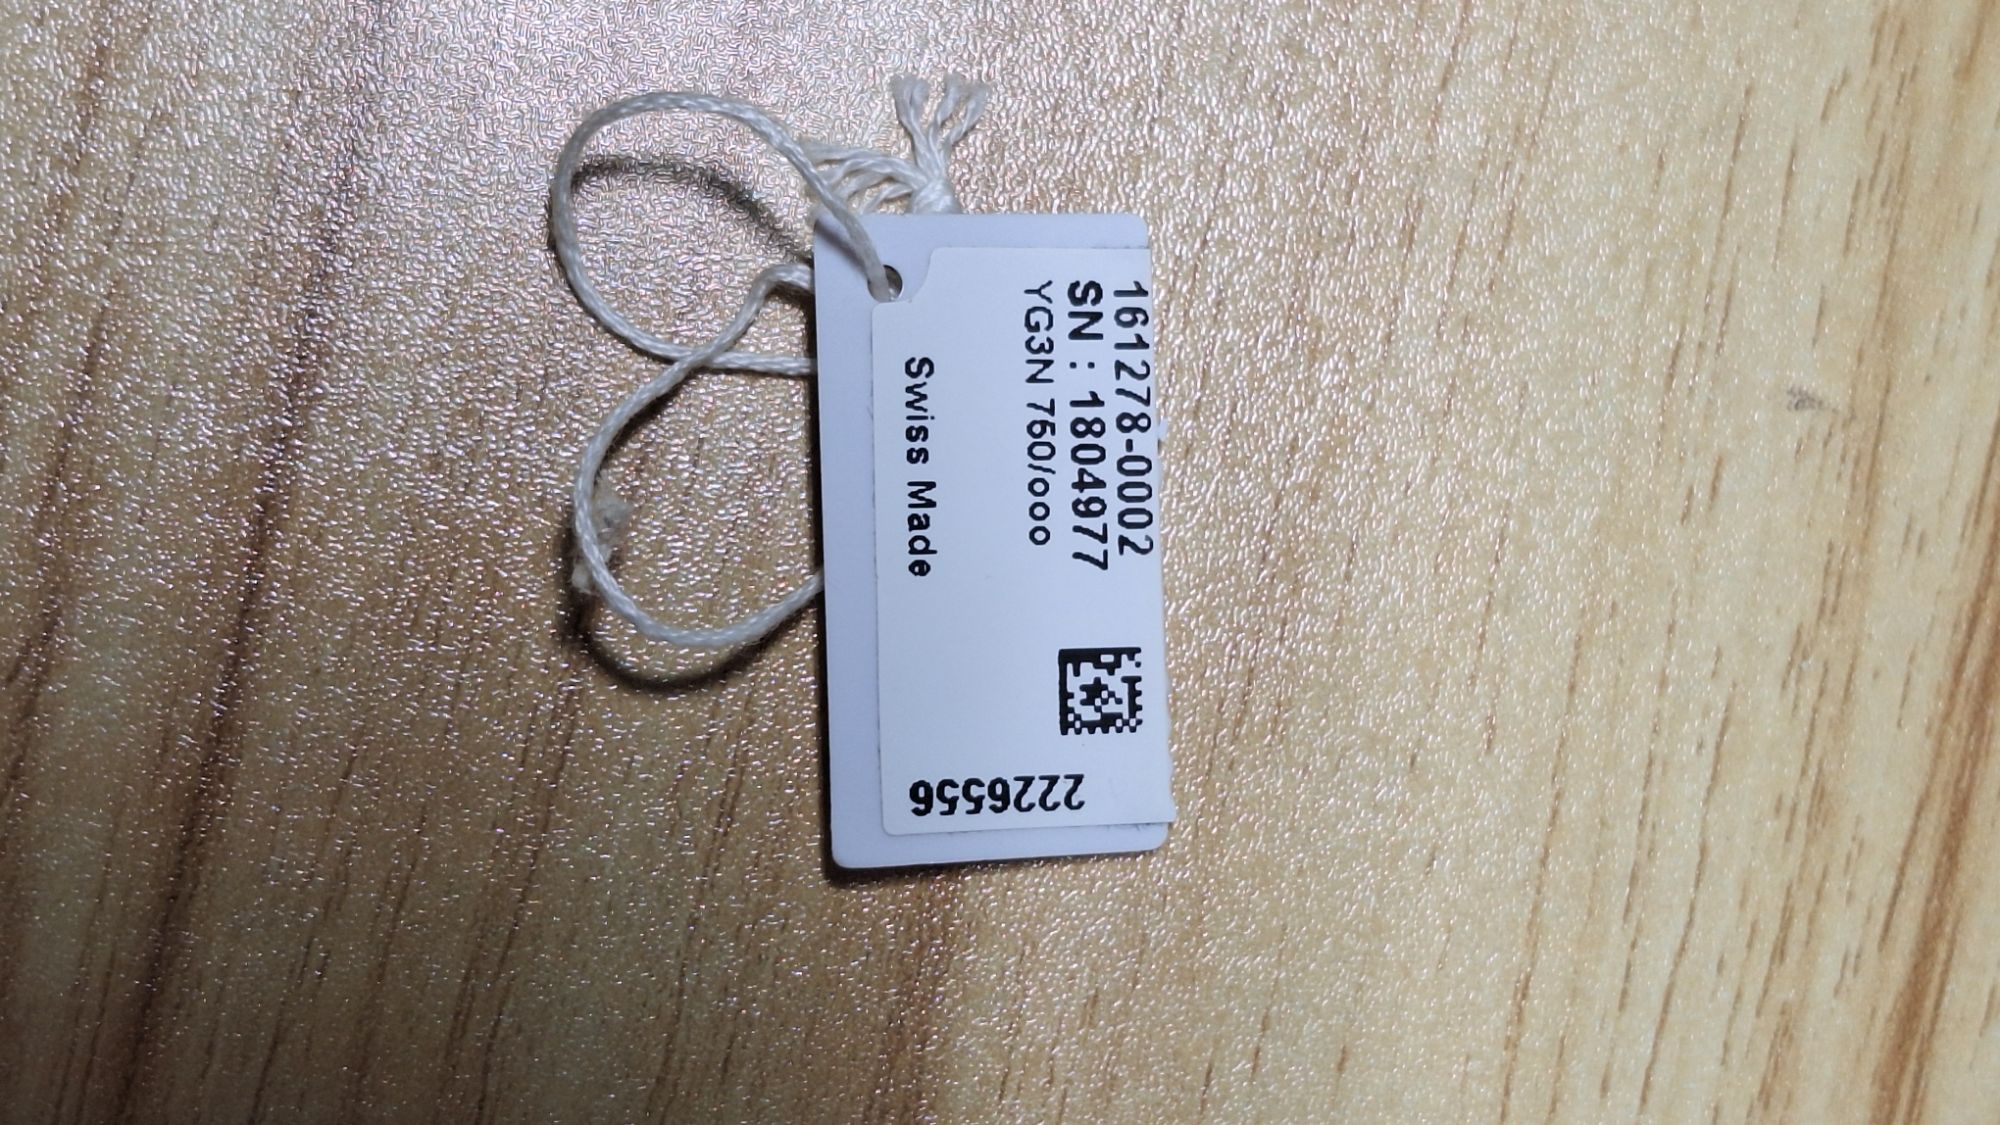 161278-0002
SN : 1804977
YG3N 750/ooo
Swiss Made
2226556